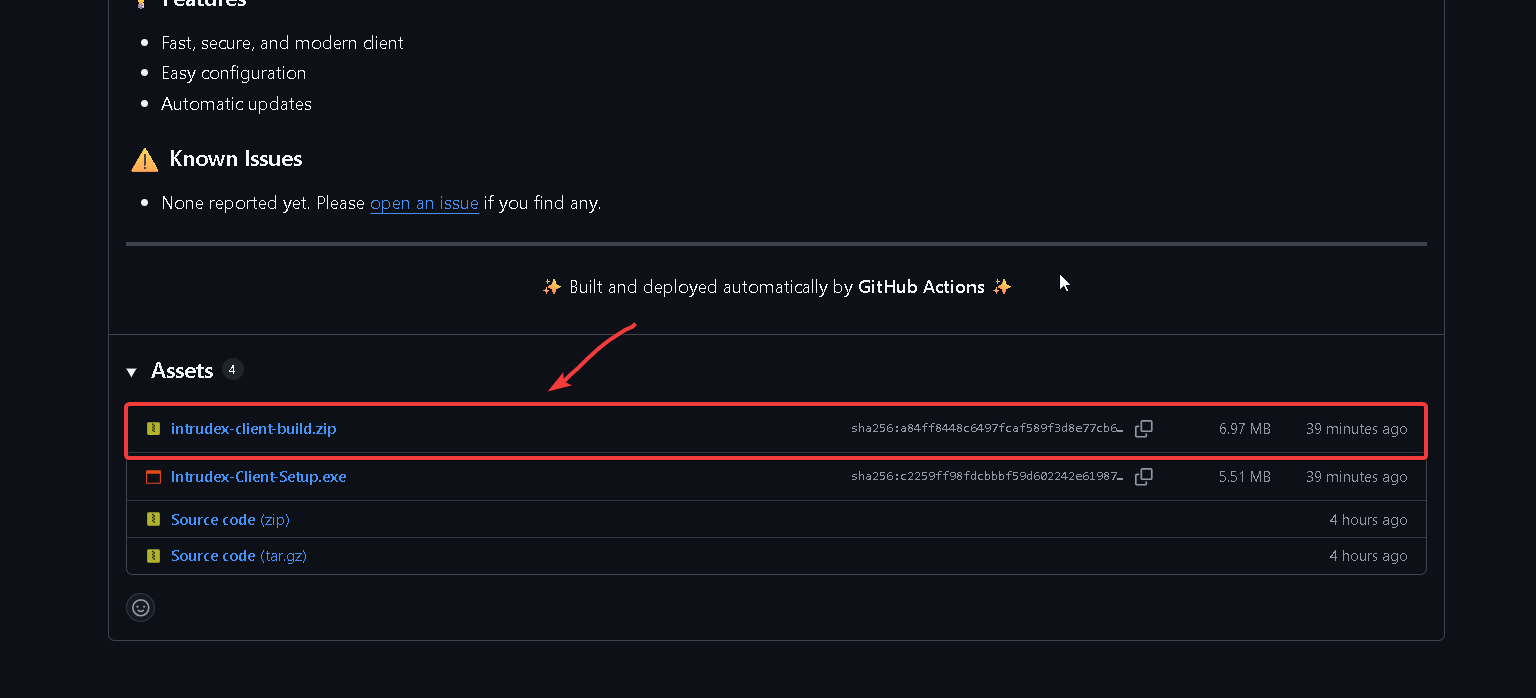 Features
Fast, secure, and modern client
Easy configuration
Automatic updates
Known Issues
None reported yet. Please open an issue if you find any.
✨ Built and deployed automatically by GitHub Actions ✨
Assets 4
intrudex-client-build.zip sha256:a84ff8448c6497fcaf589f3d8e77cb6… 6.97 MB 39 minutes ago
Intrudex-Client-Setup.exe sha256:c2259ff98fdcbbbf59d602242e61987… 5.51 MB 39 minutes ago
Source code (zip) 4 hours ago
Source code (tar.gz) 4 hours ago